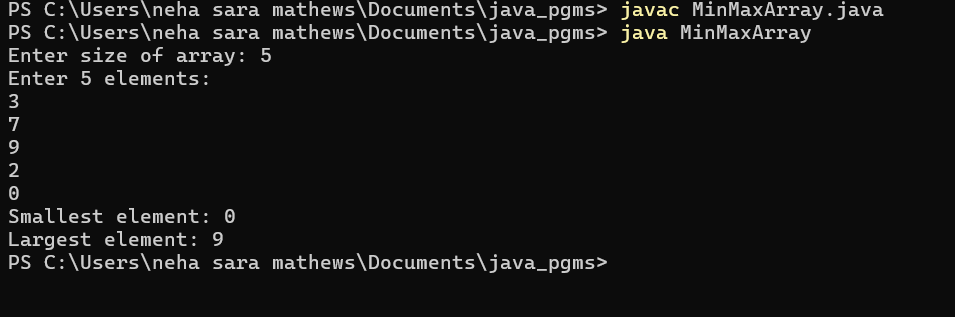 PS C:\Users\neha sara mathews\Documents\java_pgms> javac MinMaxArray.java
PS C:\Users\neha sara mathews\Documents\java_pgms> java MinMaxArray
Enter size of array: 5
Enter 5 elements:
3
7
9
2
0
Smallest element: 0
Largest element: 9
PS C:\Users\neha sara mathews\Documents\java_pgms>